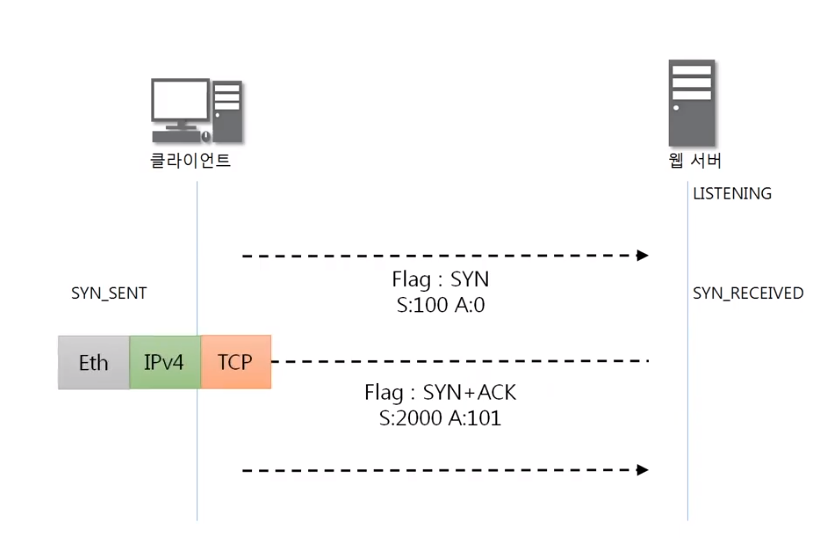 클라이언트
웹 서버
LISTENING
Flag : SYN
S:100 A:0
SYN_SENT
SYN_RECEIVED
Eth
IPv4
TCP
Flag : SYN+ACK
S:2000 A:101